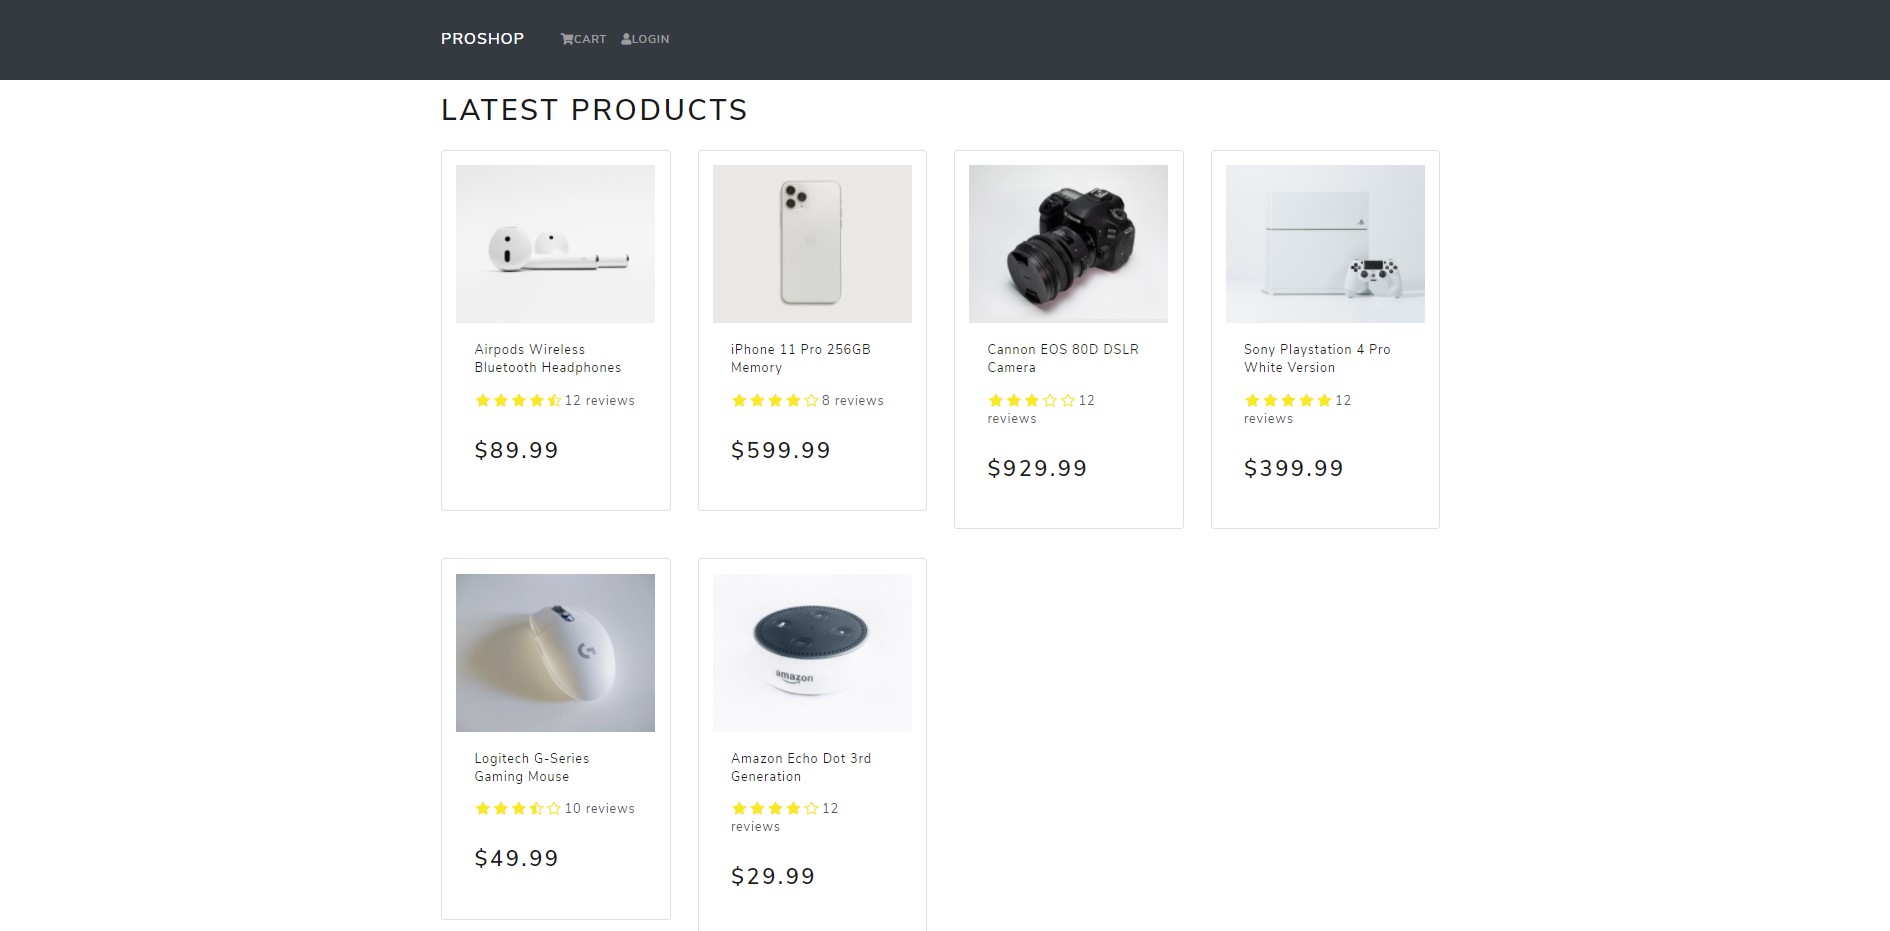 PROSHOP
CART
LOGIN
LATEST PRODUCTS
Airpods Wireless
Bluetooth Headphones
12 reviews
$89.99
iPhone 11 Pro 256GB
Memory
8 reviews
$599.99
Cannon EOS 80D DSLR
Camera
12
reviews
$929.99
Sony Playstation 4 Pro
White Version
12
reviews
$399.99
Logitech G-Series
Gaming Mouse
10 reviews
$49.99
amazon
Amazon Echo Dot 3rd
Generation
12
reviews
$29.99